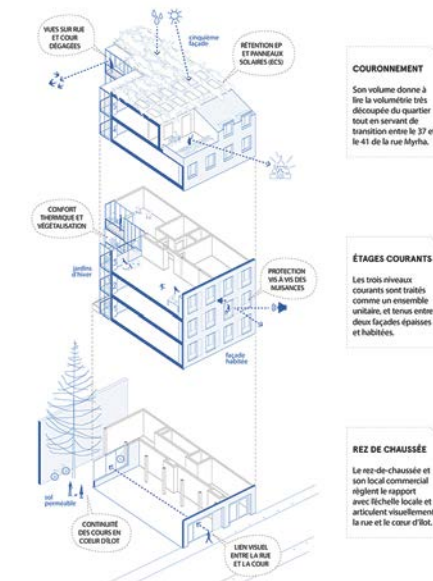 VUES SUR RUE
ET COUR
DÉGAGÉES
cinquième
façade
RÉTENTION EP
ET PANNEAUX
SOLAIRES (ECS)
COURONNEMENT
Son volume donne à
lire la volumétrie très
découpée du quartier
tout en servant de
transition entre le 37 et
le 41 de la rue Myrha.
CONFORT
THERMIQUE ET
VÉGÉTALISATION
jardins
d'hiver
PROTECTION
VIS À VIS DES
NUISANCES
façade
habitée
ÉTAGES COURANTS
Les trois niveaux
courants sont traités
comme un ensemble
unitaire, et tenus entre
deux façades épaisses
et habitées.
sol
perméable
CONTINUITÉ
DES COURS EN
COEUR D'ÎLOT
LIEN VISUEL
ENTRE LA RUE
ET LA COUR
REZ DE CHAUSSÉE
Le rez-de-chaussée et
son local commercial
règlent le rapport
avec l'échelle locale et
articulent visuellement
la rue et le cœur d'îlot.